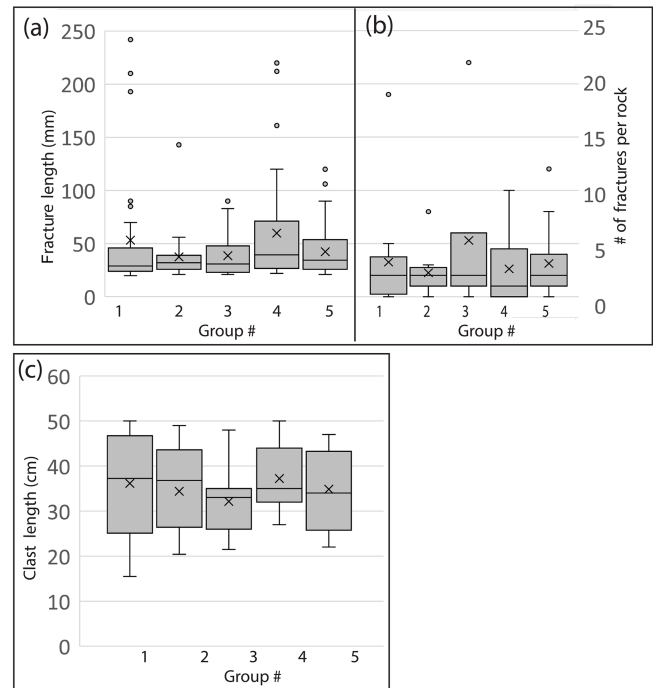 (a)
250
200
150
100
50
0
Fracture length (mm)
1 2 3 4 5
Group #
(b)
25
20
15
10
5
0
# of fractures per rock
1 2 3 4 5
Group #
(c)
60
50
40
30
20
10
0
Clast length (cm)
1 2 3 4 5
Group #